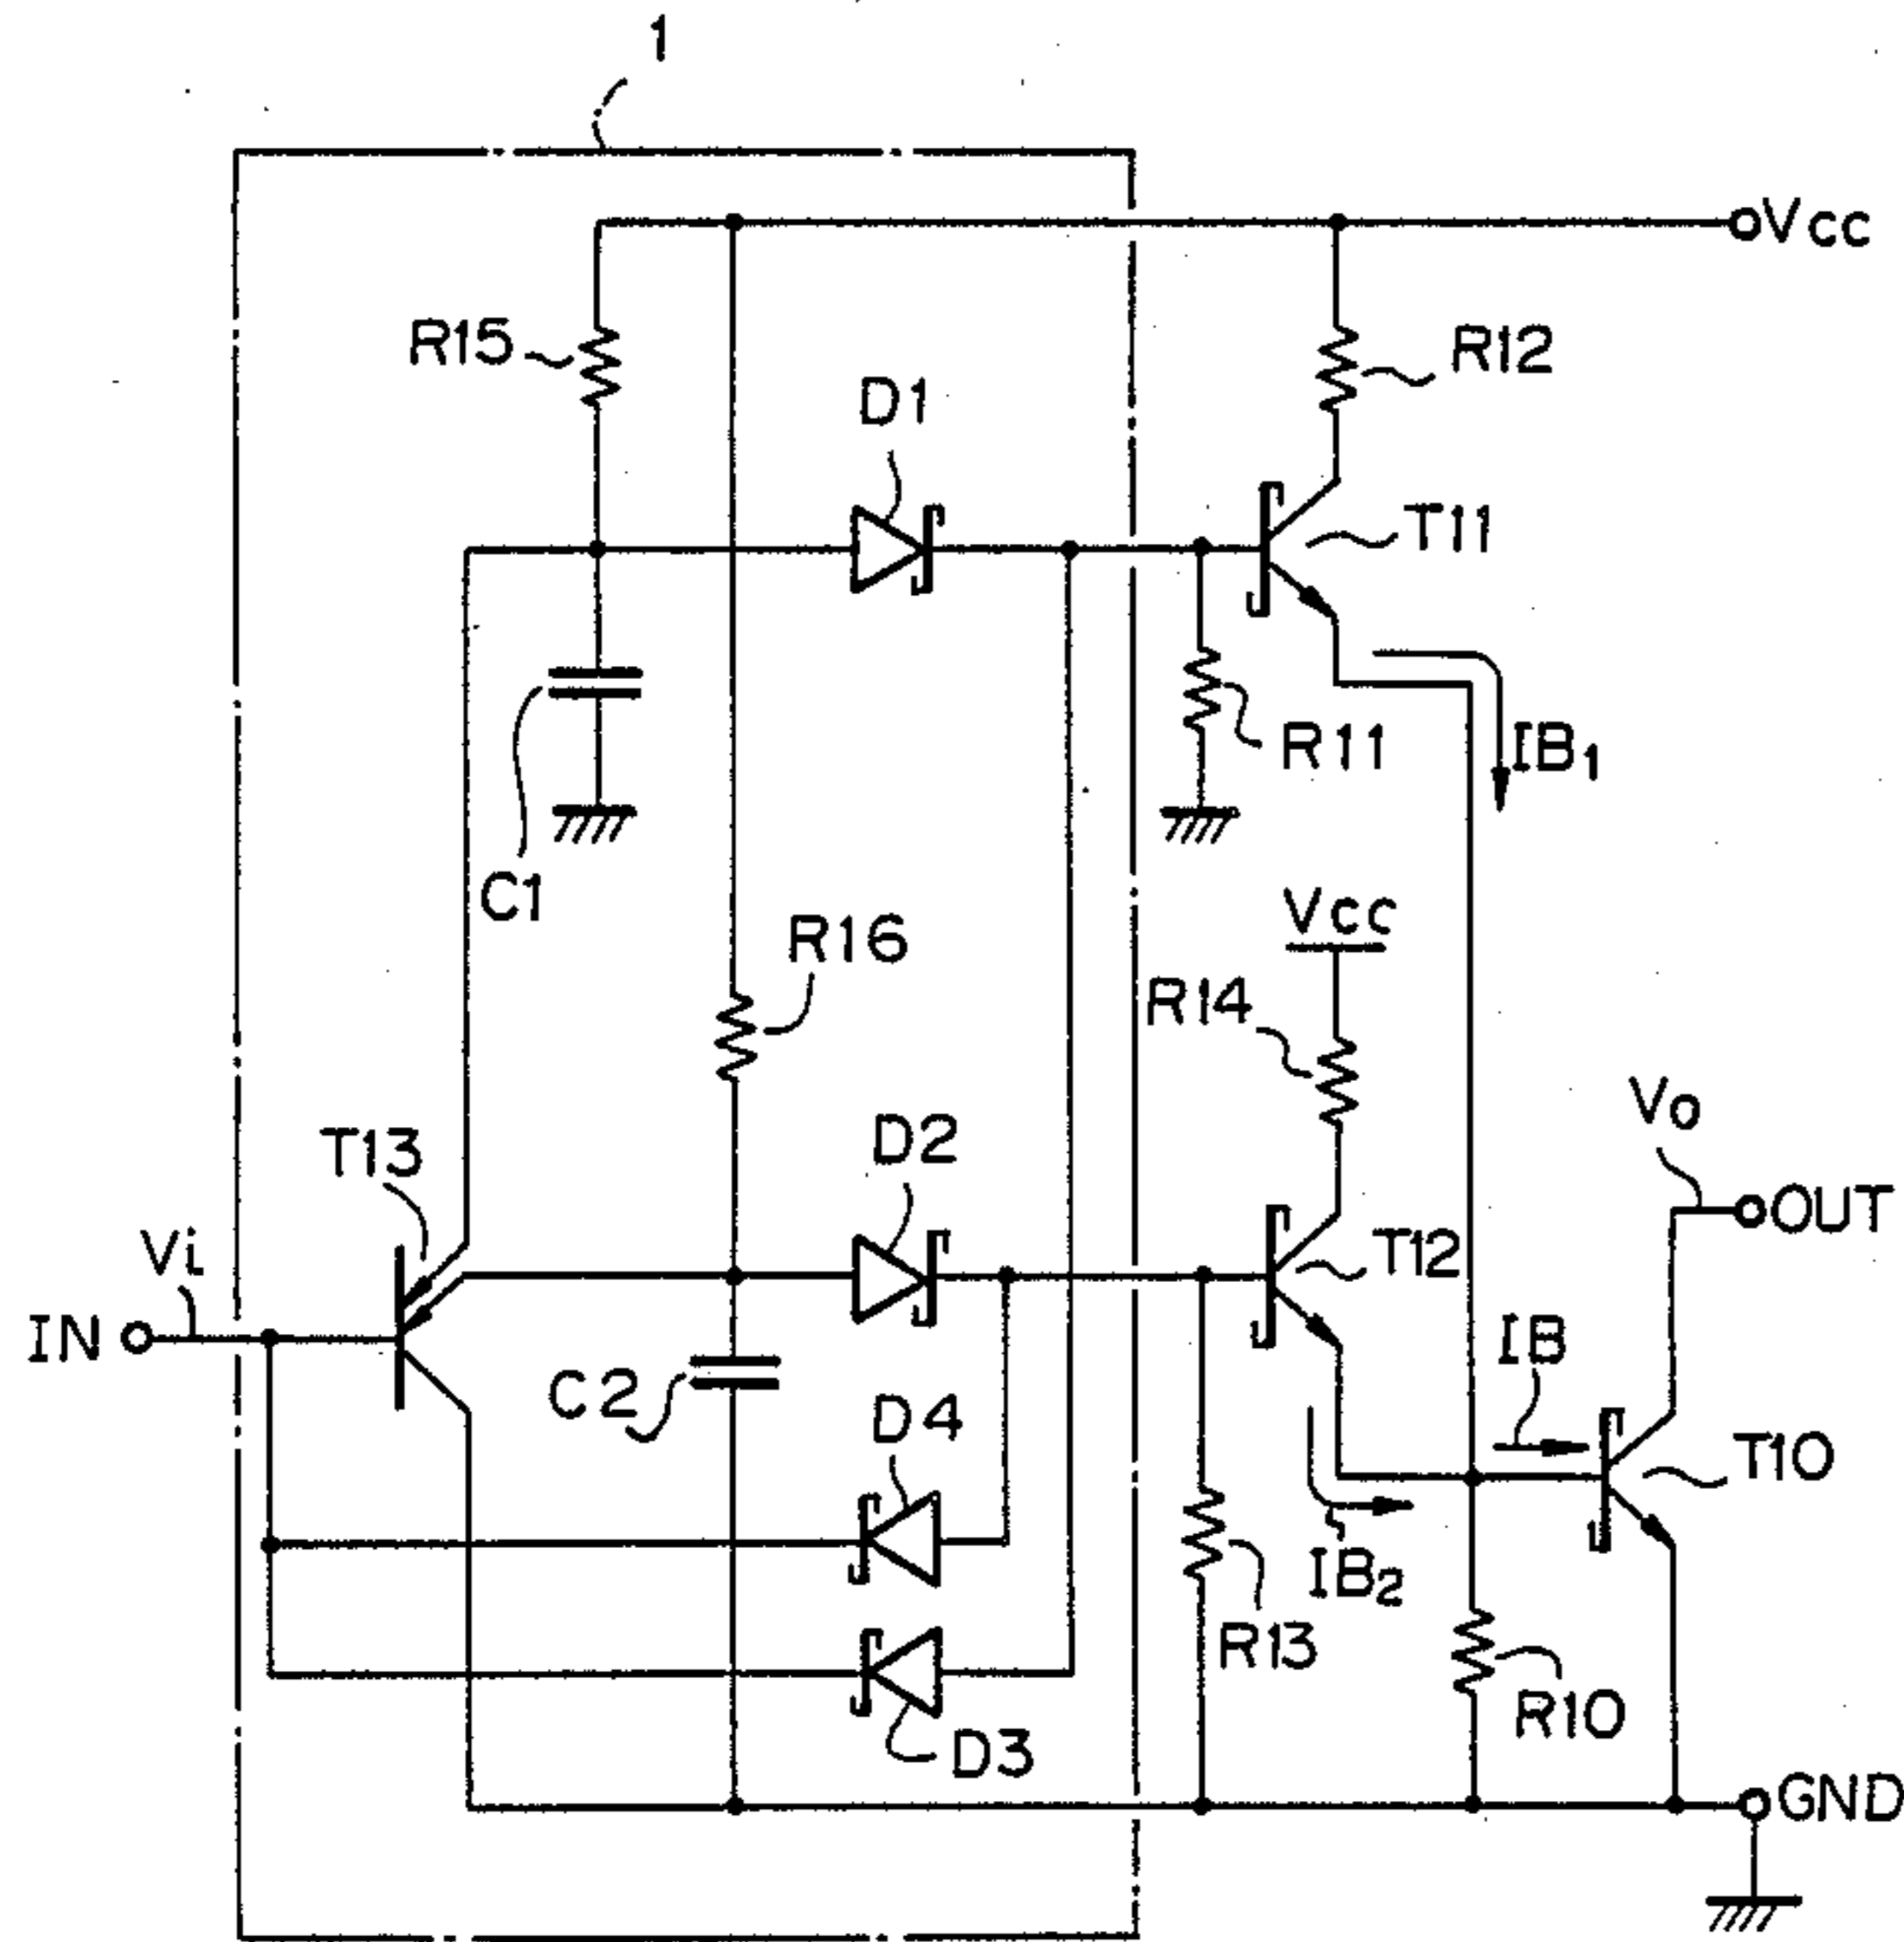 1
Vcc
R15
R12
D1
T11
R11
IB1
C1
Vcc
R16
R14
Vo
D2
T13
OUT
T12
Vi
IN
IB
C2
D4
T10
IB2
R13
R10
D3
GND